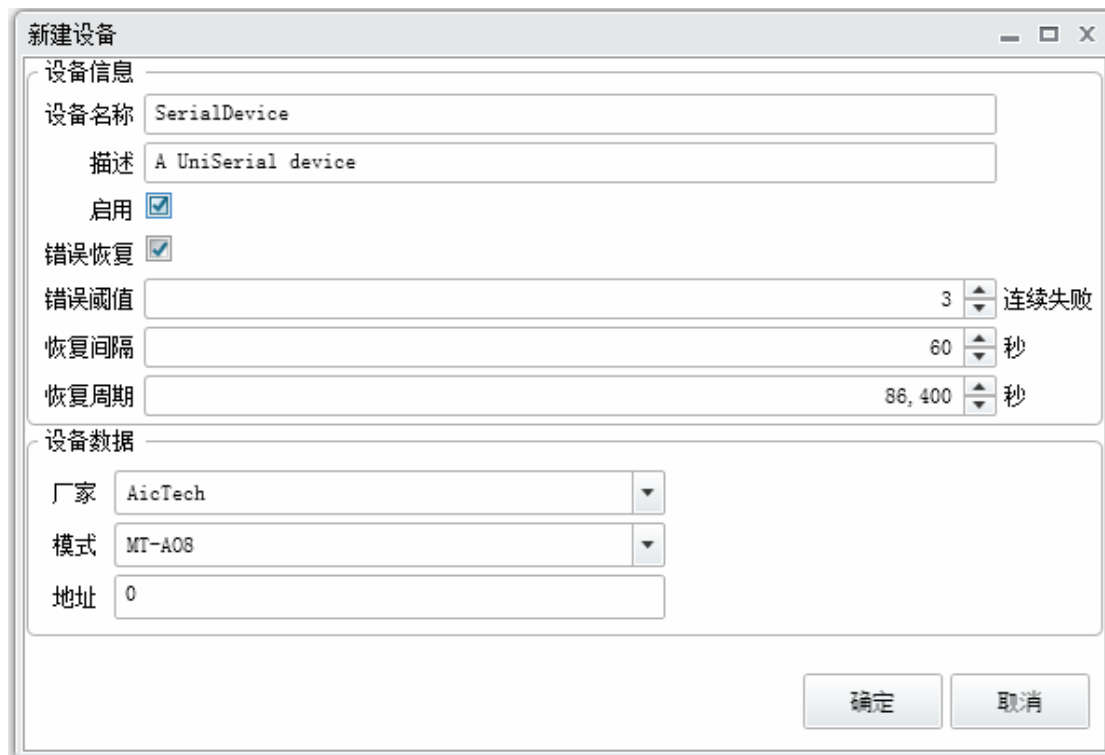 新建设备
设备信息
设备名称 SerialDevice
描述 A UniSerial device
启用
错误恢复
错误阈值 3 连续失败
恢复间隔 60 秒
恢复周期 86,400 秒
设备数据
厂家 AicTech
模式 MT-A08
地址 0
确定 取消